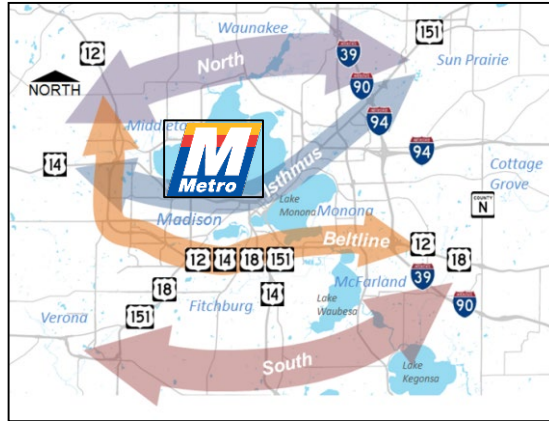 Waunakee
151
12
39
North
Sun Prairie
90
NORTH
94
Middleto
M
Metro
94
14
Isthmus
Cottage
Grove
COUNTY
N
Lake
Monona
Monona
Madison
Beltline
12
12
14
18
151
18
39
McFarland
18
14
90
Fitchburg
Lake
Waubesa
151
Verona
South
Lake
Kegonsa